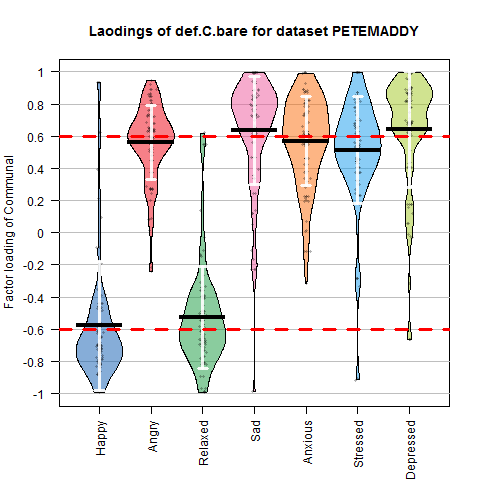 Laodings of def.C.bare for dataset PETEMADDY
Factor loading of Communal
1
0.8
0.6
0.4
0.2
0
-0.2
-0.4
-0.6
-0.8
-1
Happy
Angry
Relaxed
Sad
Anxious
Stressed
Depressed